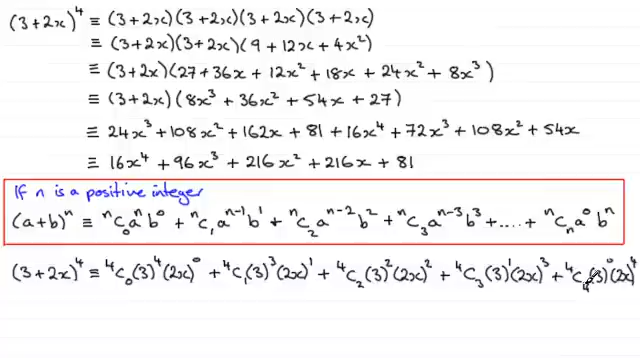 (3+2x)⁴ ≡ (3+2x)(3+2x)(3+2x)(3+2x)
≡ (3+2x)(3+2x)(9+12x+4x²)
≡ (3+2x)(27+36x+12x²+18x+24x²+8x³)
≡ (3+2x)(8x³+36x²+54x+27)
≡ 24x³+108x²+162x+81+16x⁴+72x³+108x²+54x
≡ 16x⁴+96x³+216x²+216x+81
If n is a positive integer
(a+b)ⁿ ≡ ⁿC₀aⁿb⁰ + ⁿC₁aⁿ⁻¹b¹ + ⁿC₂aⁿ⁻²b² + ⁿC₃aⁿ⁻³b³ + .... + ⁿCₙa⁰bⁿ
(3+2x)⁴ ≡ ⁴C₀(3)⁴(2x)⁰ + ⁴C₁(3)³(2x)¹ + ⁴C₂(3)²(2x)² + ⁴C₃(3)¹(2x)³ + ⁴C₄(3)⁰(2x)⁴